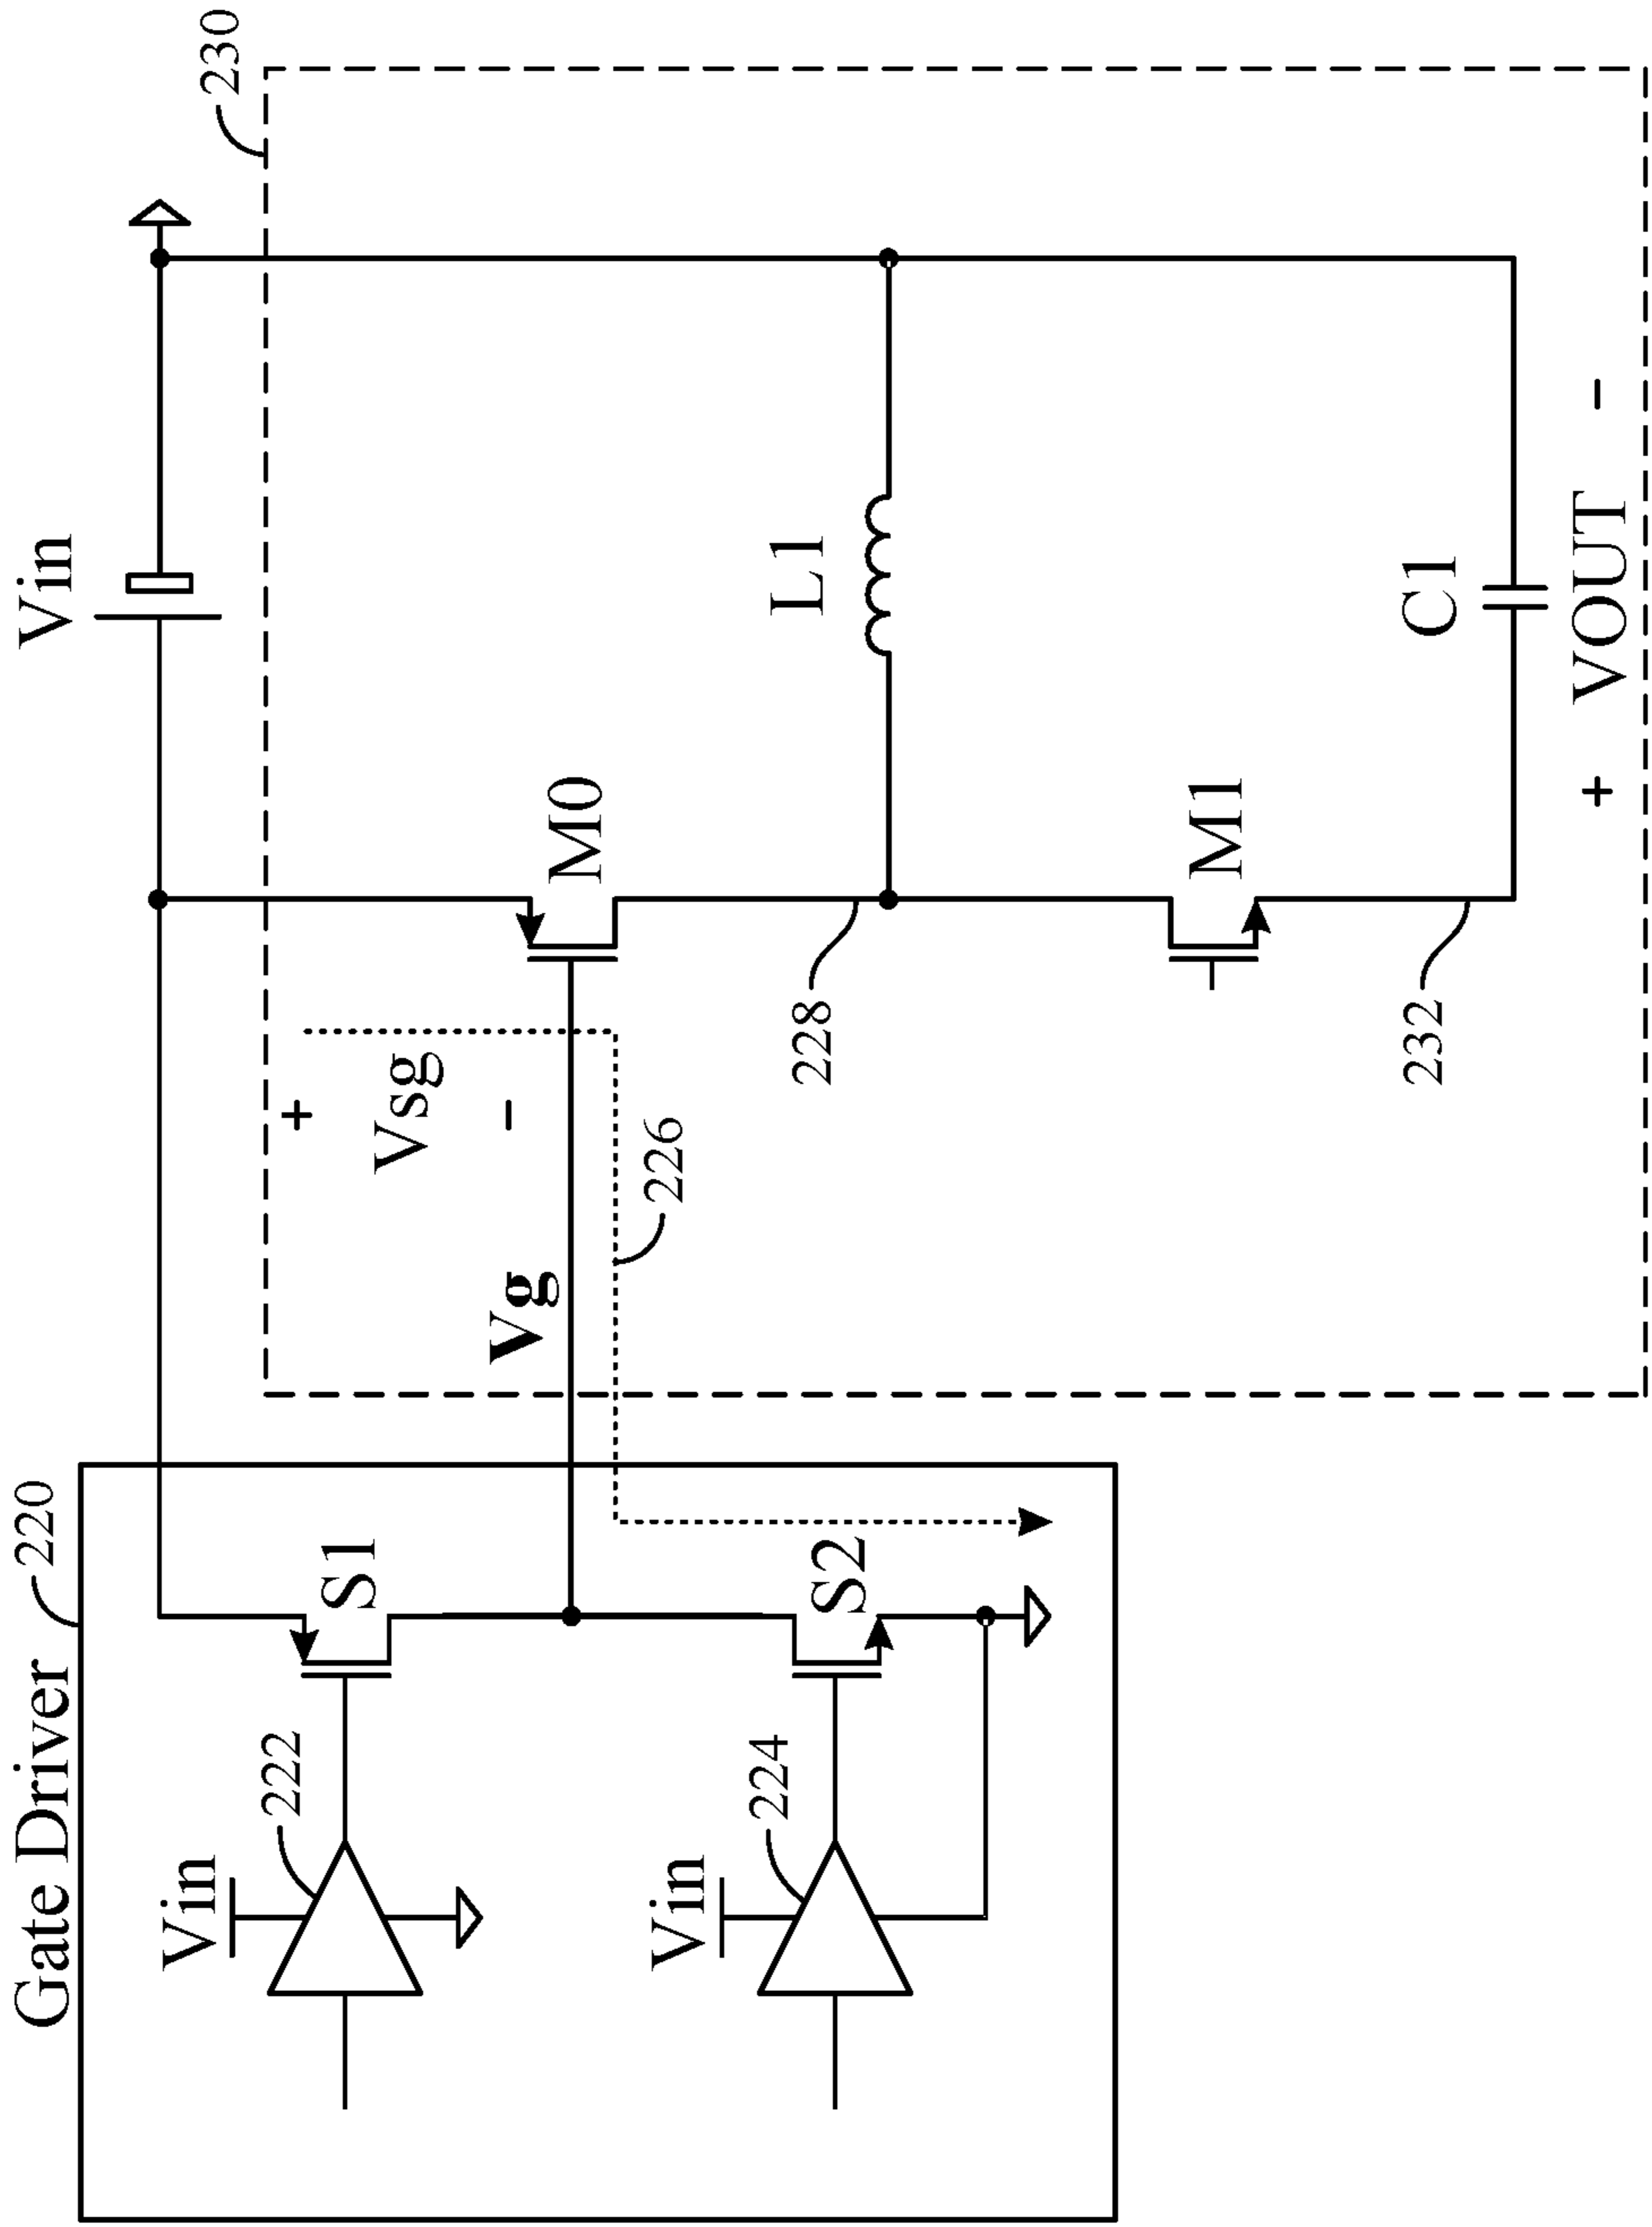 Gate Driver
220
Vin
222
S1
Vin
224
S2
Vg
226
+
Vsg
-
Vin
230
M0
228
L1
M1
232
C1
+ VOUT -